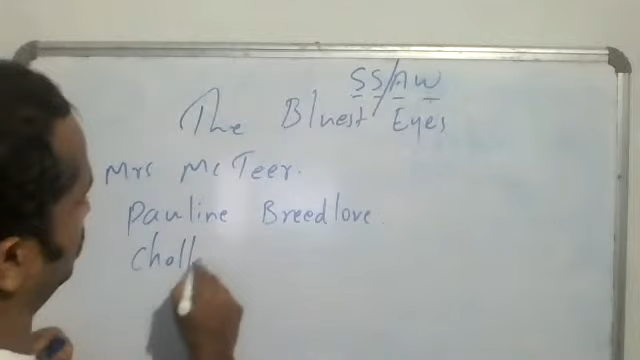 SS/AW
The Bluest Eyes
Mrs McTeer.
Pauline Breedlove.
Choll